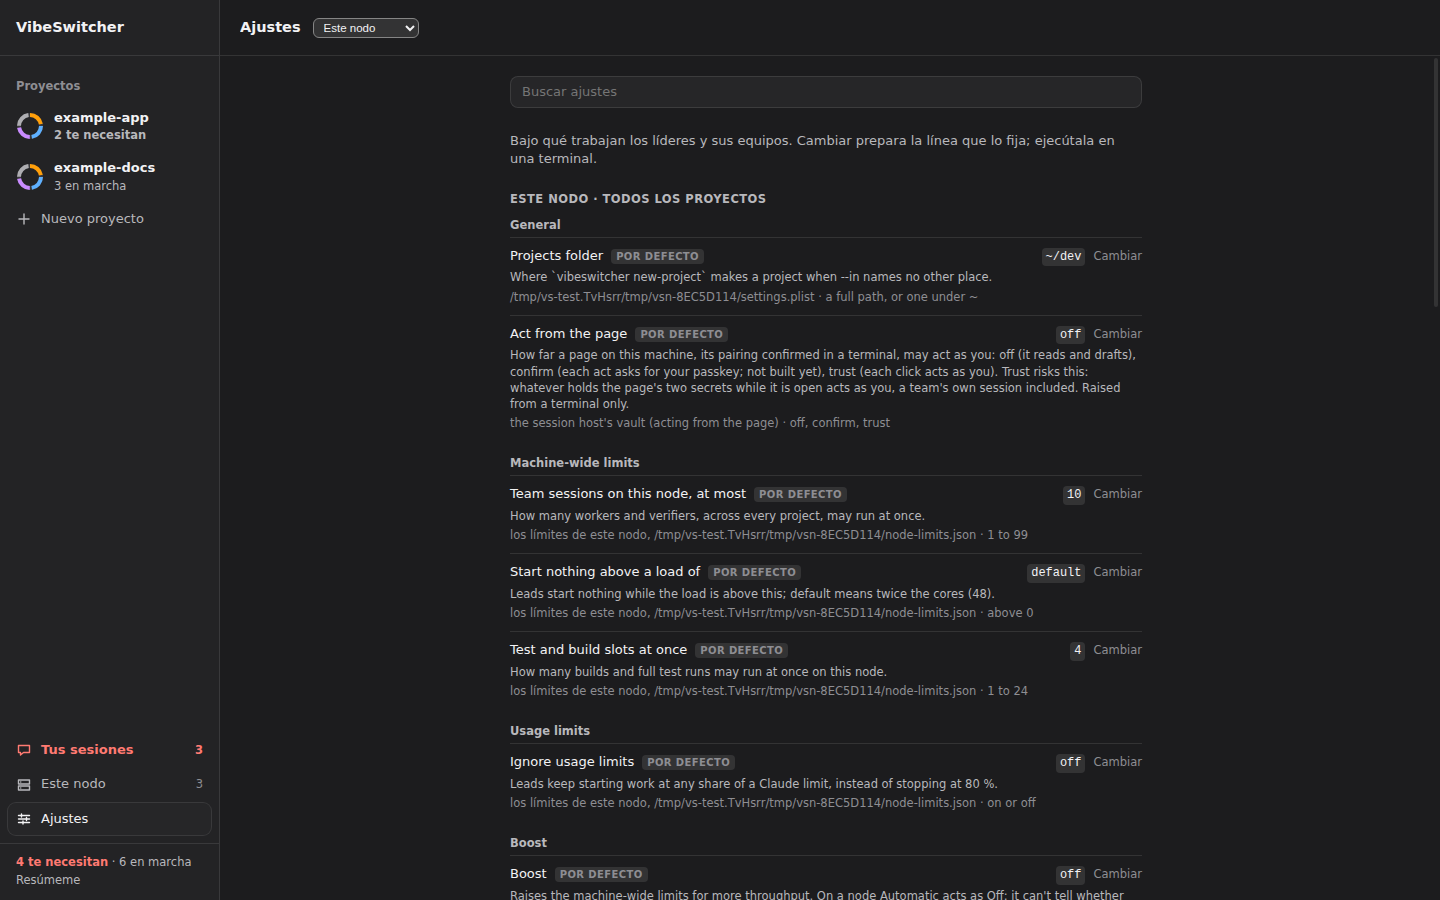 VibeSwitcher
Ajustes
Este nodo
Proyectos
example-app
2 te necesitan
example-docs
3 en marcha
Nuevo proyecto
Tus sesiones 3
Este nodo 3
Ajustes
4 te necesitan · 6 en marcha
Resúmeme
Buscar ajustes
Bajo qué trabajan los líderes y sus equipos. Cambiar prepara la línea que lo fija; ejecútala en
una terminal.
ESTE NODO · TODOS LOS PROYECTOS
General
Projects folder POR DEFECTO ~/dev Cambiar
Where `vibeswitcher new-project` makes a project when --in names no other place.
/tmp/vs-test.TvHsrr/tmp/vsn-8EC5D114/settings.plist · a full path, or one under ~
Act from the page POR DEFECTO off Cambiar
How far a page on this machine, its pairing confirmed in a terminal, may act as you: off (it reads and drafts),
confirm (each act asks for your passkey; not built yet), trust (each click acts as you). Trust risks this:
whatever holds the page's two secrets while it is open acts as you, a team's own session included. Raised
from a terminal only.
the session host's vault (acting from the page) · off, confirm, trust
Machine-wide limits
Team sessions on this node, at most POR DEFECTO 10 Cambiar
How many workers and verifiers, across every project, may run at once.
los límites de este nodo, /tmp/vs-test.TvHsrr/tmp/vsn-8EC5D114/node-limits.json · 1 to 99
Start nothing above a load of POR DEFECTO default Cambiar
Leads start nothing while the load is above this; default means twice the cores (48).
los límites de este nodo, /tmp/vs-test.TvHsrr/tmp/vsn-8EC5D114/node-limits.json · above 0
Test and build slots at once POR DEFECTO 4 Cambiar
How many builds and full test runs may run at once on this node.
los límites de este nodo, /tmp/vs-test.TvHsrr/tmp/vsn-8EC5D114/node-limits.json · 1 to 24
Usage limits
Ignore usage limits POR DEFECTO off Cambiar
Leads keep starting work at any share of a Claude limit, instead of stopping at 80 %.
los límites de este nodo, /tmp/vs-test.TvHsrr/tmp/vsn-8EC5D114/node-limits.json · on or off
Boost
Boost POR DEFECTO off Cambiar
Raises the machine-wide limits for more throughput. On a node Automatic acts as Off: it can't tell whether